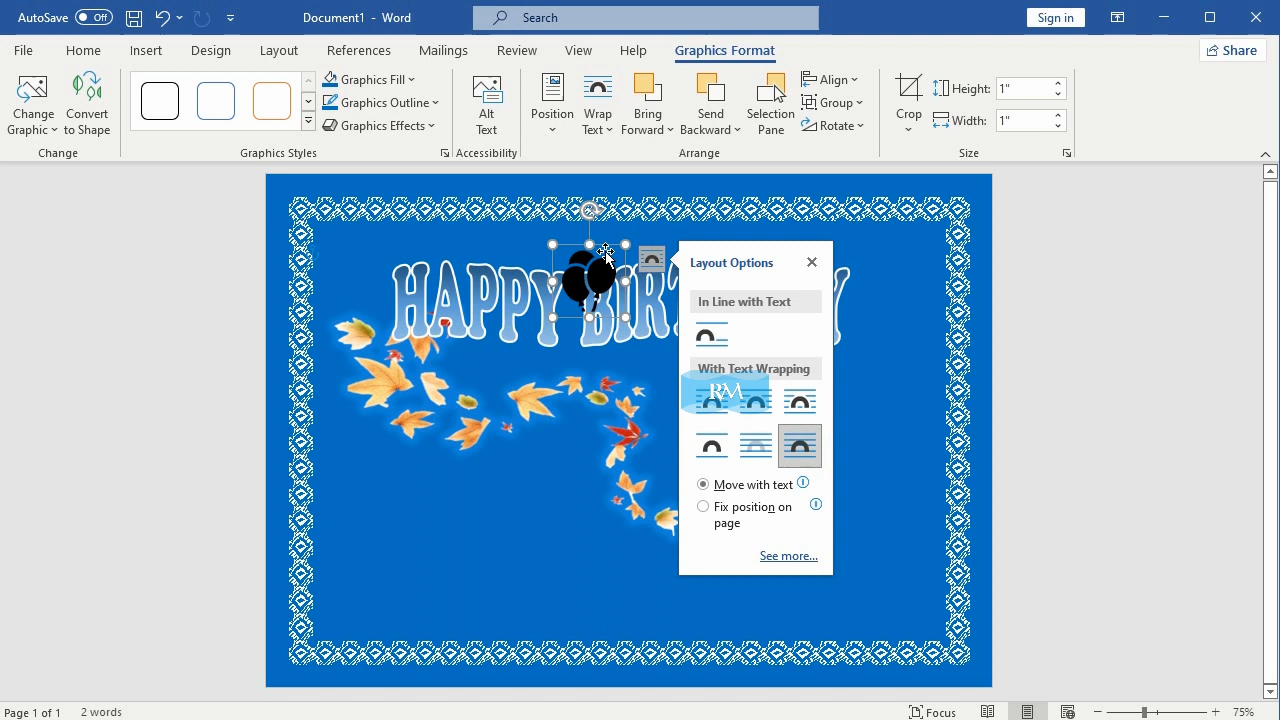 AutoSave Off Document1 - Word Search Sign in
File Home Insert Design Layout References Mailings Review View Help Graphics Format Share
Change Graphic
Convert to Shape
Change
Graphics Fill
Graphics Outline
Graphics Effects
Graphics Styles
Alt Text
Accessibility
Position
Wrap Text
Bring Forward
Send Backward
Selection Pane
Align
Group
Rotate
Arrange
Crop
Height: 1"
Width: 1"
Size
HAPPY BIRT
Y
Layout Options
In Line with Text
With Text Wrapping
RM
Move with text
Fix position on
page
See more...
Page 1 of 1 2 words Focus 75%